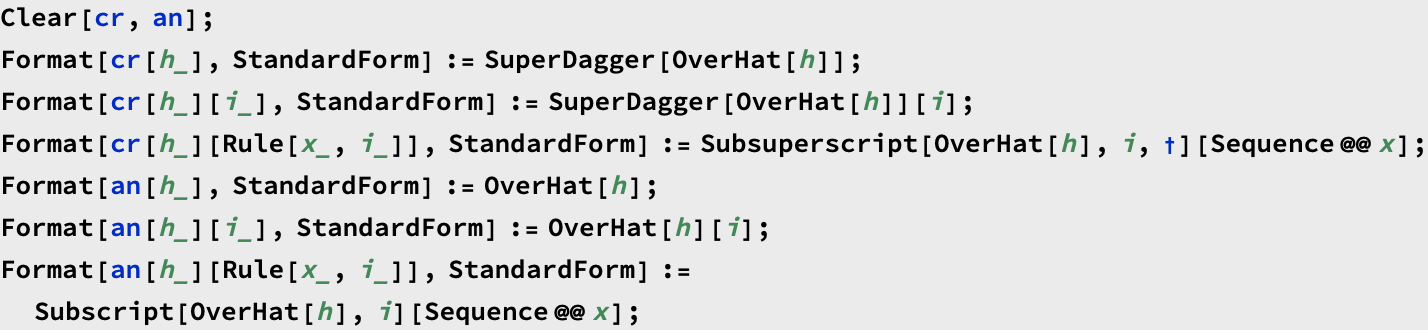 Clear[cr, an];
Format[cr[h_], StandardForm] := SuperDagger[OverHat[h]];
Format[cr[h_][i_], StandardForm] := SuperDagger[OverHat[h]][i];
Format[cr[h_][Rule[x_, i_]], StandardForm] := Subsuperscript[OverHat[h], i, †][Sequence @@ x];
Format[an[h_], StandardForm] := OverHat[h];
Format[an[h_][i_], StandardForm] := OverHat[h][i];
Format[an[h_][Rule[x_, i_]], StandardForm] :=
Subscript[OverHat[h], i][Sequence @@ x];